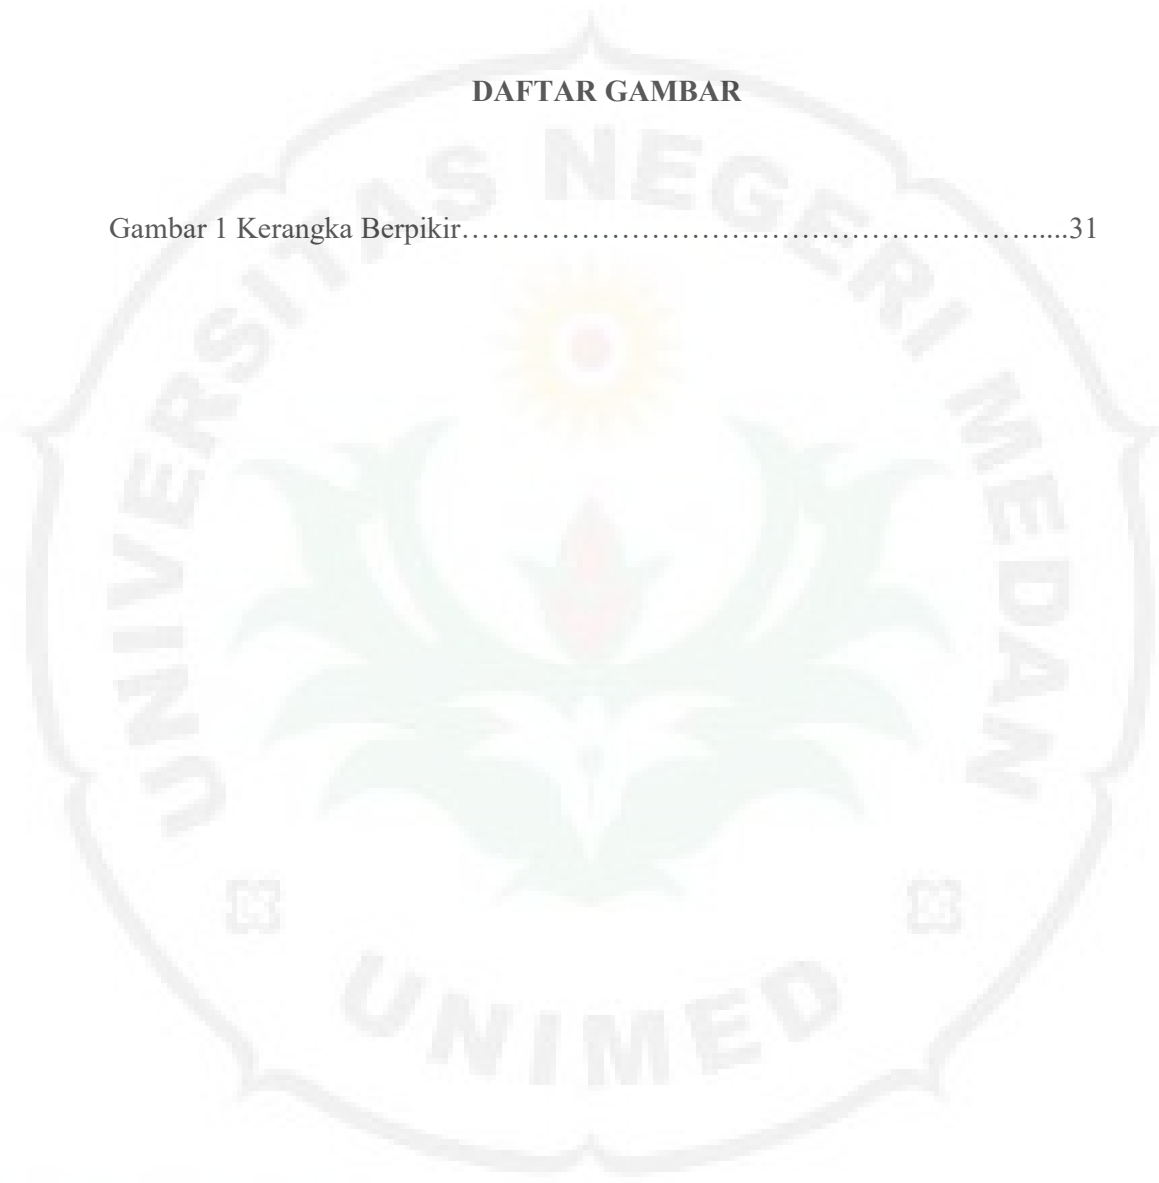 DAFTAR GAMBAR
Gambar 1 Kerangka Berpikir……………………………………………………....31
UNIVERSITAS NEGERI MEDAN
UNIMED